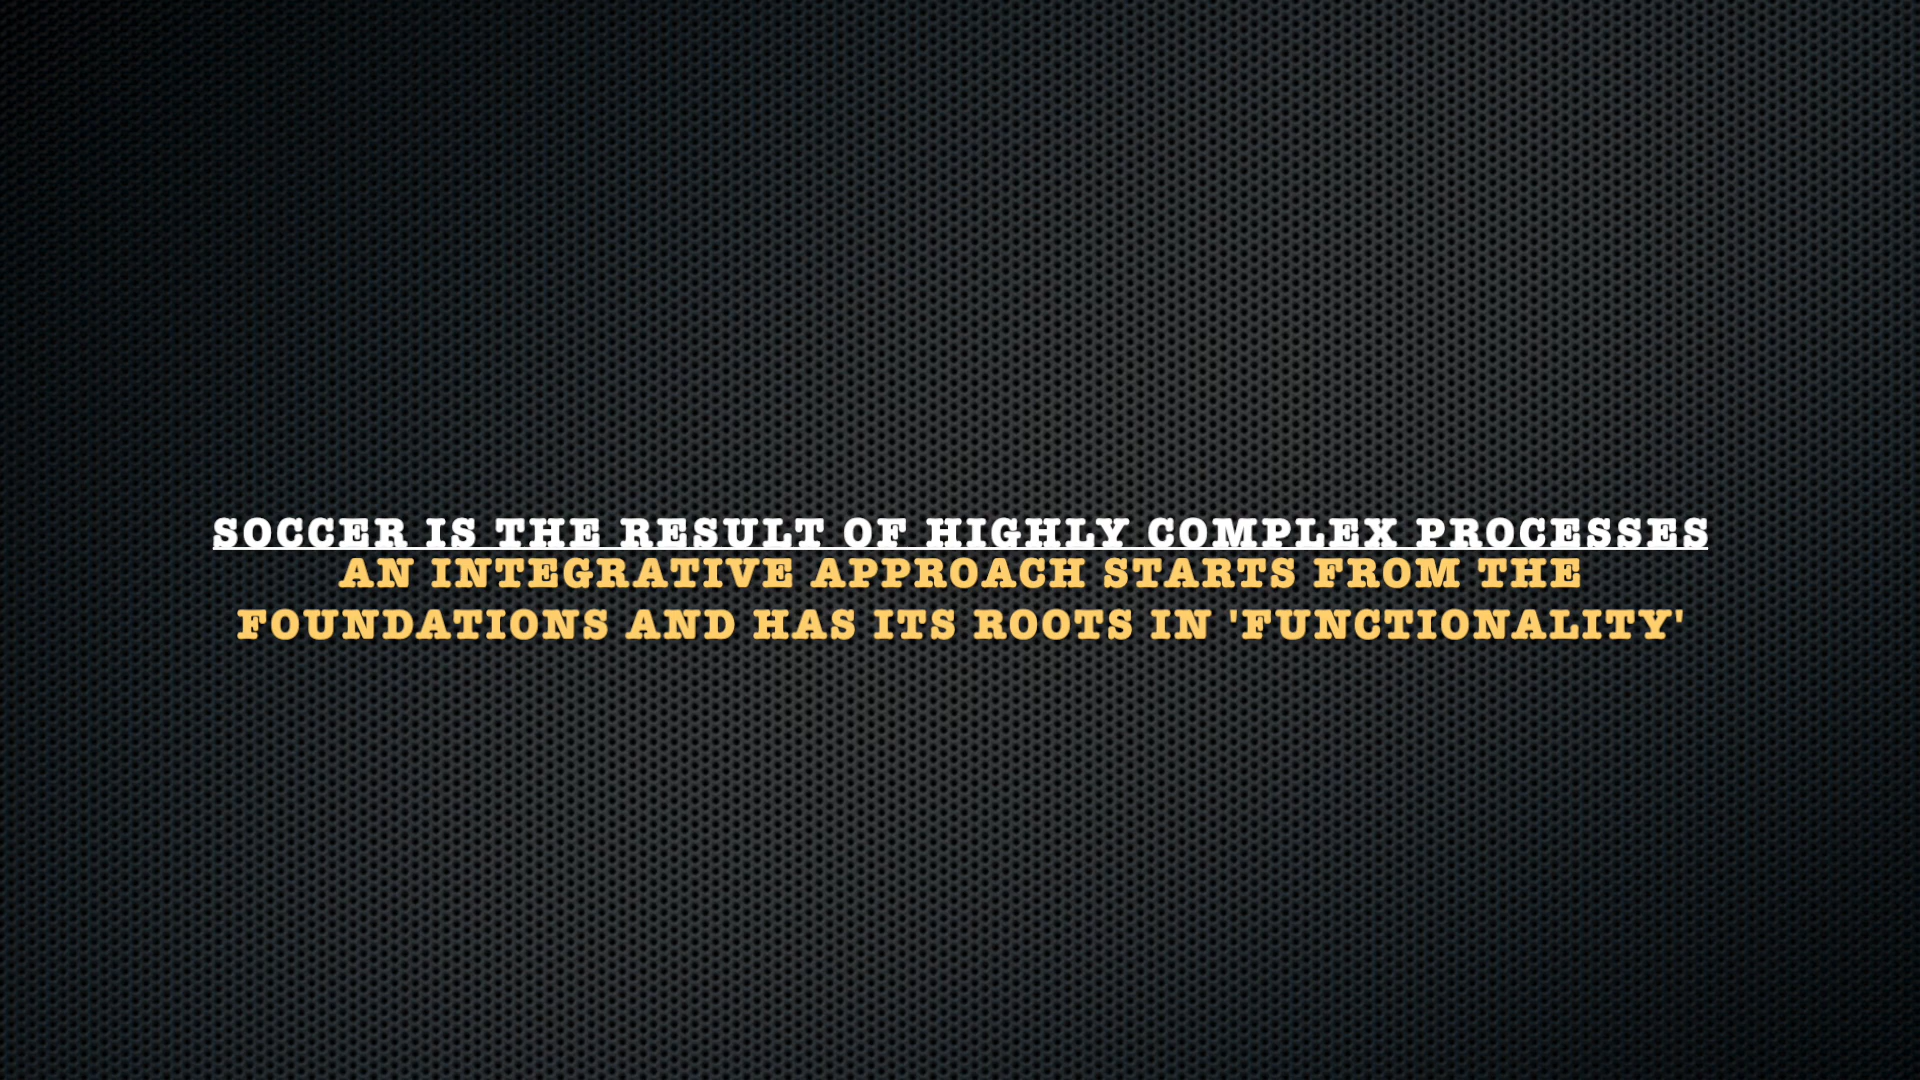 SOCCER IS THE RESULT OF HIGHLY COMPLEX PROCESSES
AN INTEGRATIVE APPROACH STARTS FROM THE
FOUNDATIONS AND HAS ITS ROOTS IN 'FUNCTIONALITY'